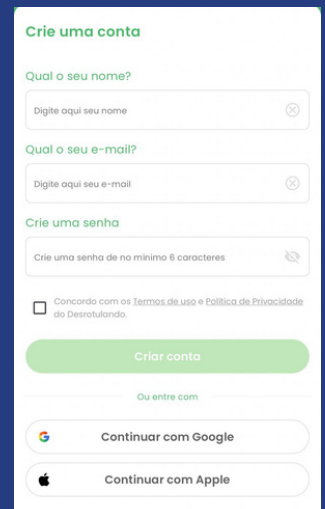 Crie uma conta
Qual o seu nome?
Digite aqui seu nome
Qual o seu e-mail?
Digite aqui seu e-mail
Crie uma senha
Crie uma senha de no mínimo 6 caracteres
Concordo com os Termos de uso e Política de Privacidade
do Desrotulando.
Criar conta
Ou entre com
Continuar com Google
Continuar com Apple